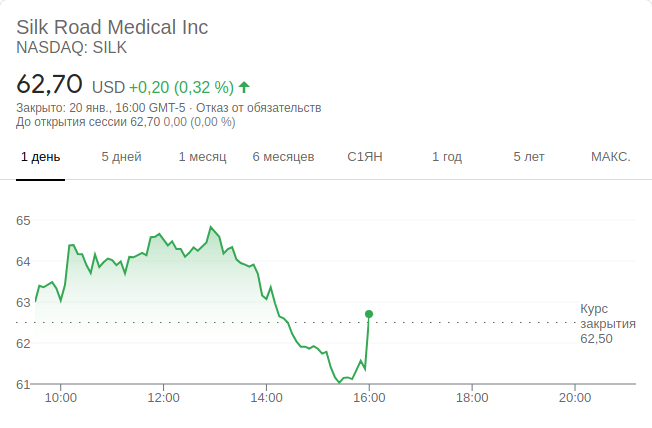 Silk Road Medical Inc
NASDAQ: SILK
62,70 USD +0,20 (0,32 %)
Закрыто: 20 янв., 16:00 GMT-5 · Отказ от обязательств
До открытия сессии 62,70 0,00 (0,00 %)
1 день 5 дней 1 месяц 6 месяцев С1ЯН 1 год 5 лет МАКС.
65
64
63
62
61
Курс
закрытия
62,50
10:00 12:00 14:00 16:00 18:00 20:00